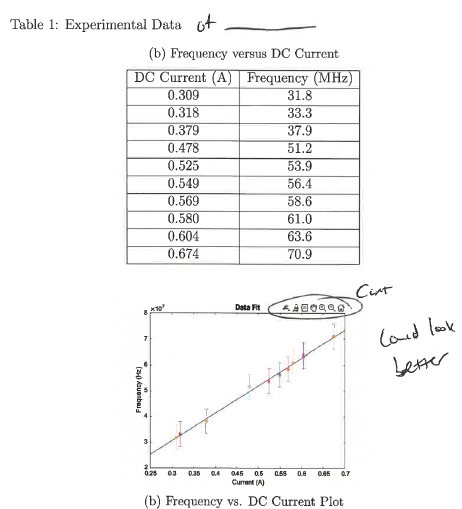 Table 1: Experimental Data of
(b) Frequency versus DC Current
DC Current (A) Frequency (MHz)
0.309 31.8
0.318 33.3
0.379 37.9
0.478 51.2
0.525 53.9
0.549 56.4
0.569 58.6
0.580 61.0
0.604 63.6
0.674 70.9
Cut
Could look
better
×10⁷ Data Fit
8
7
6
5
4
3
2
Frequency (Hz)
0.25 0.3 0.35 0.4 0.45 0.5 0.55 0.6 0.65 0.7
Current (A)
(b) Frequency vs. DC Current Plot